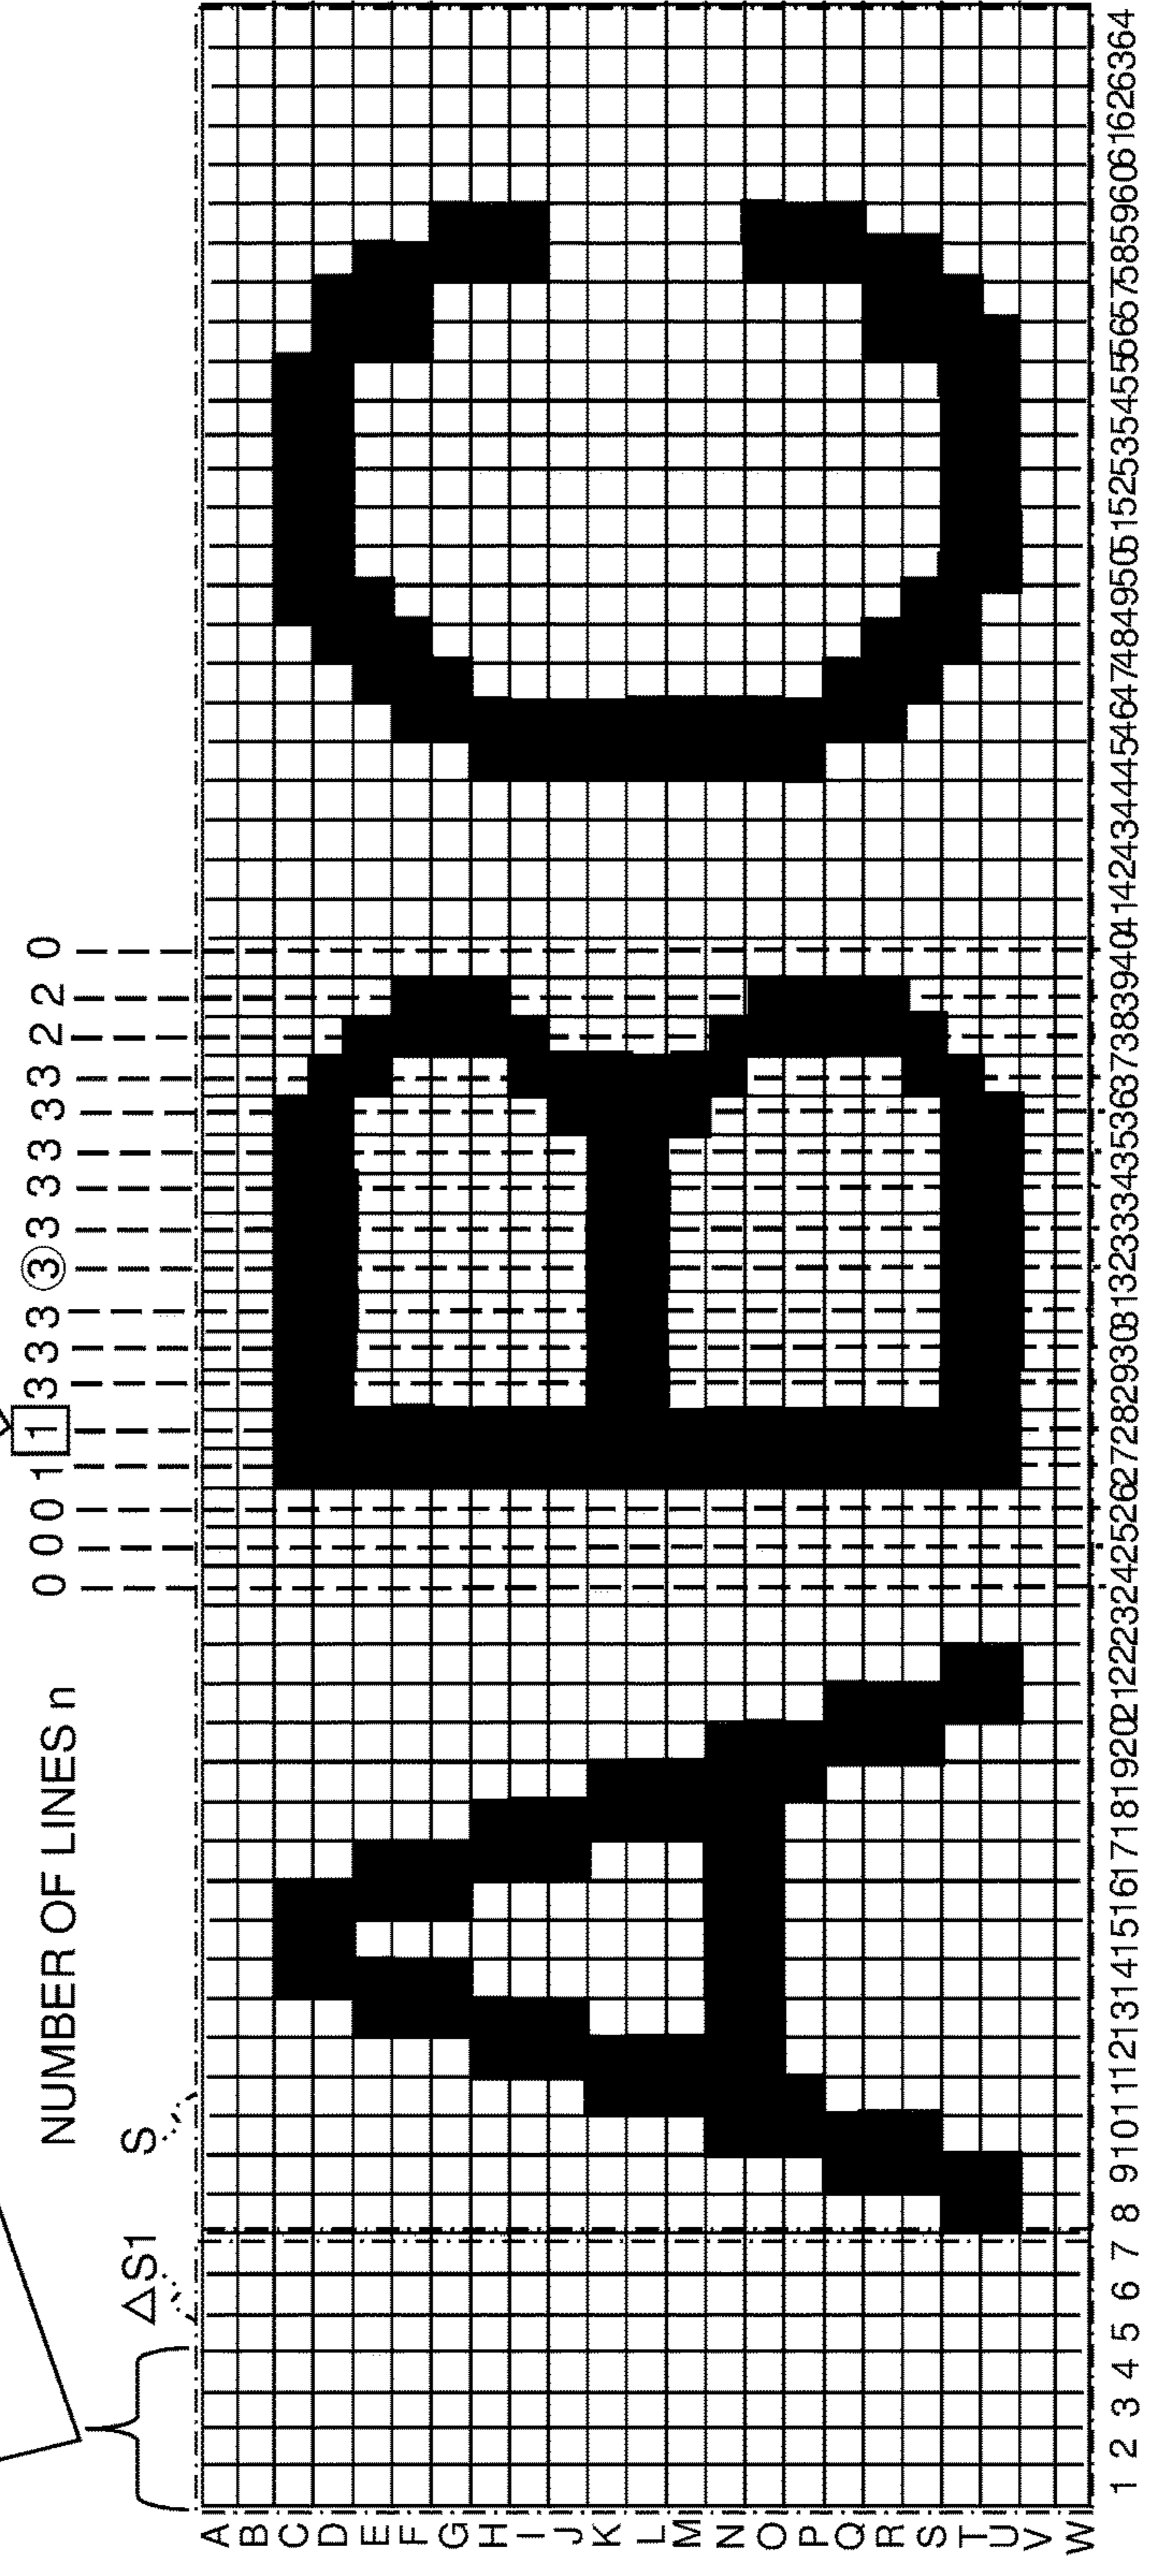 NUMBER OF LINES n 0 0 0 1 1 3 3 3 3 3 3 3 3 3 2 2 0
△S1 S
A
B
C
D
E
F
G
H
I
J
K
L
M
N
O
P
Q
R
S
T
U
V
W
ABC
1 2 3 4 5 6 7 8 9 10 11 12 13 14 15 16 17 18 19 20 21 22 23 24 25 26 27 28 29 30 31 32 33 34 35 36 37 38 39 40 41 42 43 44 45 46 47 48 49 50 51 52 53 54 55 56 57 58 59 60 61 62 63 64